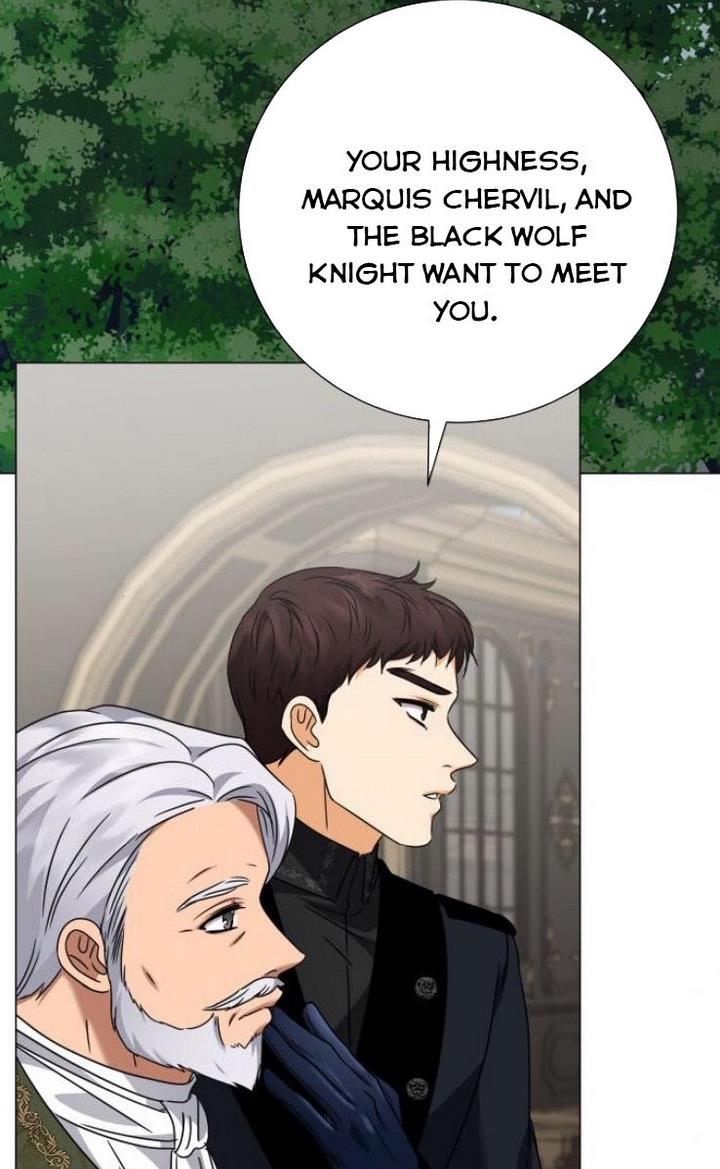 YOUR HIGHNESS,
MARQUIS CHERVIL, AND
THE BLACK WOLF
KNIGHT WANT TO MEET
YOU.